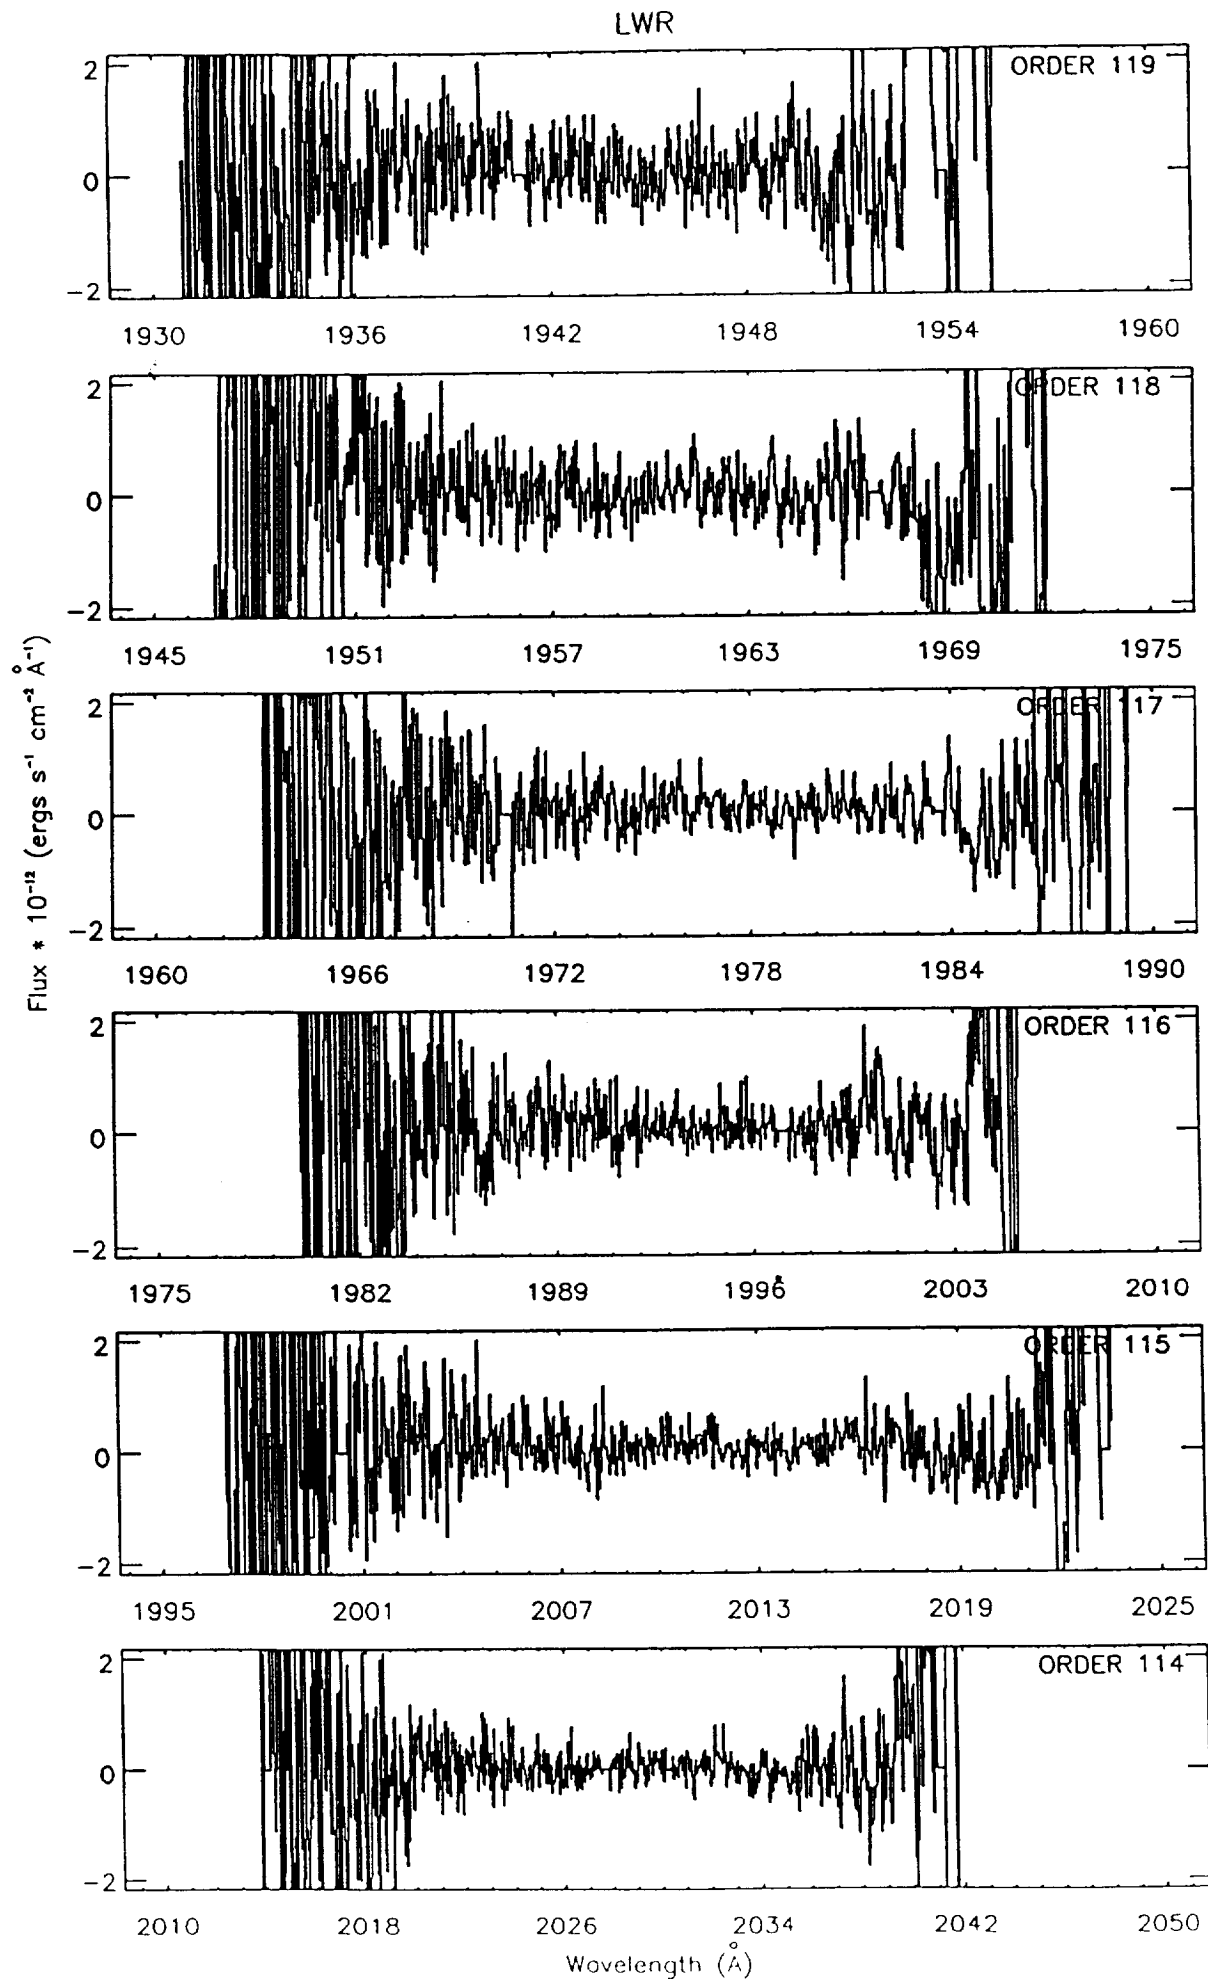 LWR
ORDER 119
2
0
-2
1930 1936 1942 1948 1954 1960
ORDER 118
2
0
-2
1945 1951 1957 1963 1969 1975
ORDER 117
2
0
-2
1960 1966 1972 1978 1984 1990
ORDER 116
2
0
-2
1975 1982 1989 1996 2003 2010
ORDER 115
2
0
-2
1995 2001 2007 2013 2019 2025
ORDER 114
2
0
-2
2010 2018 2026 2034 2042 2050
Wavelength (Å)
Flux * 10⁻¹² (ergs s⁻¹ cm⁻² Å⁻¹)